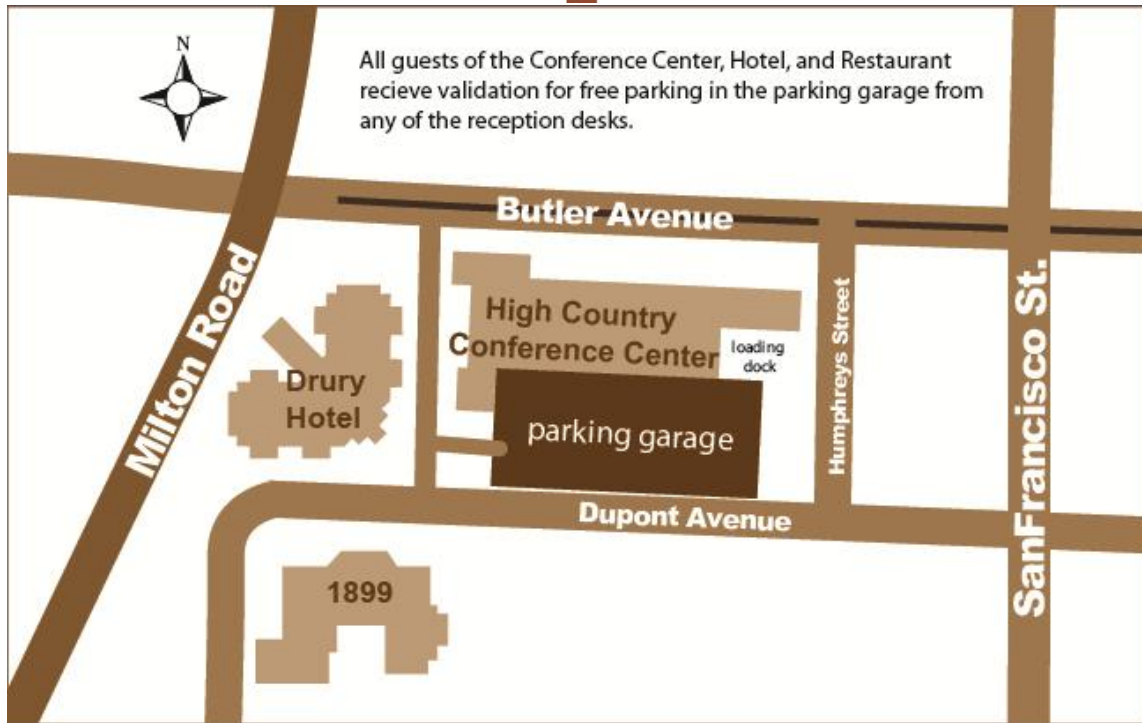 N
All guests of the Conference Center, Hotel, and Restaurant
recieve validation for free parking in the parking garage from
any of the reception desks.
Butler Avenue
Milton Road
High Country
Conference Center
loading
dock
Drury
Hotel
parking garage
Humphreys Street
SanFrancisco St.
Dupont Avenue
1899